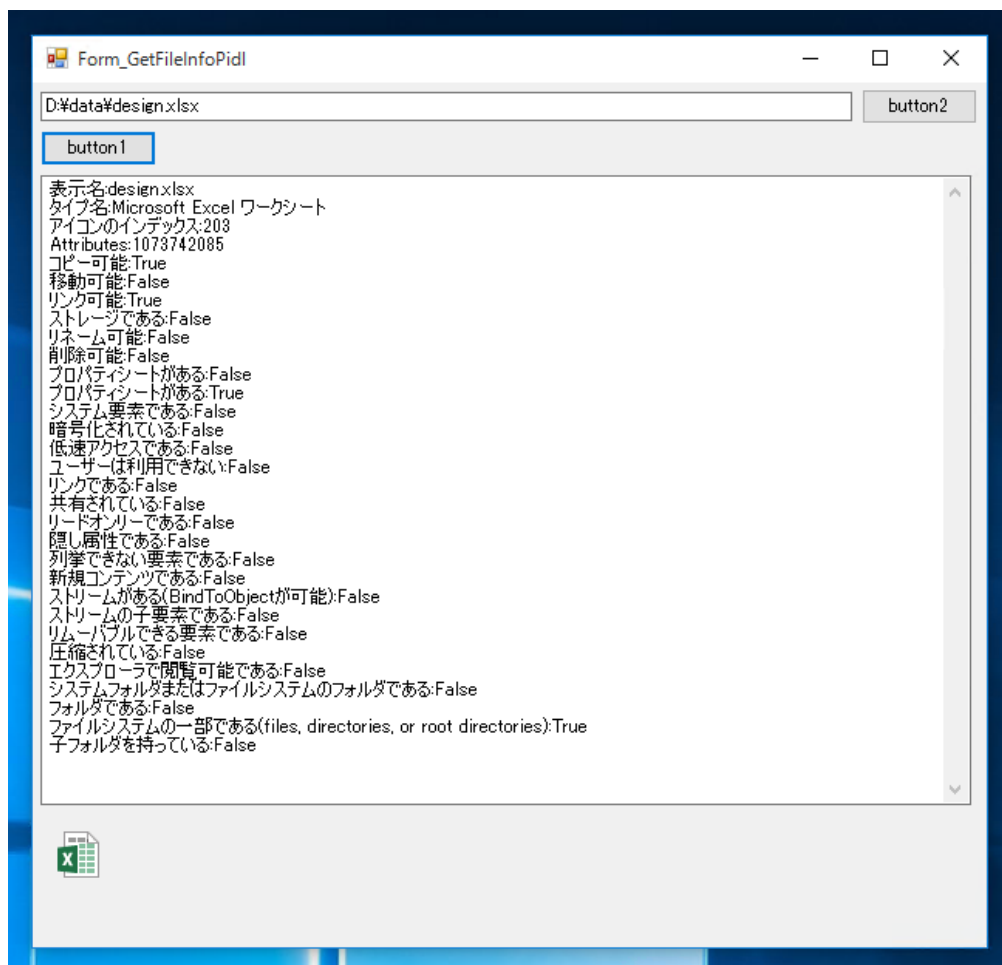 Form_GetFileInfoPidl
D:¥data¥design.xlsx
button2
button1
表示名:design.xlsx
タイプ名:Microsoft Excel ワークシート
アイコンのインデックス:203
Attributes:1073742085
コピー可能:True
移動可能:False
リンク可能:True
ストレージである:False
リネーム可能:False
削除可能:False
プロパティシートがある:False
プロパティシートがある:True
システム要素である:False
暗号化されている:False
低速アクセスである:False
ユーザーは利用できない:False
リンクである:False
共有されている:False
リードオンリーである:False
隠し属性である:False
列挙できない要素である:False
新規コンテンツである:False
ストリームがある(BindToObjectが可能):False
ストリームの子要素である:False
リムーバブルできる要素である:False
圧縮されている:False
エクスプローラで閲覧可能である:False
システムフォルダまたはファイルシステムのフォルダである:False
フォルダである:False
ファイルシステムの一部である(files, directories, or root directories):True
子フォルダを持っている:False
X